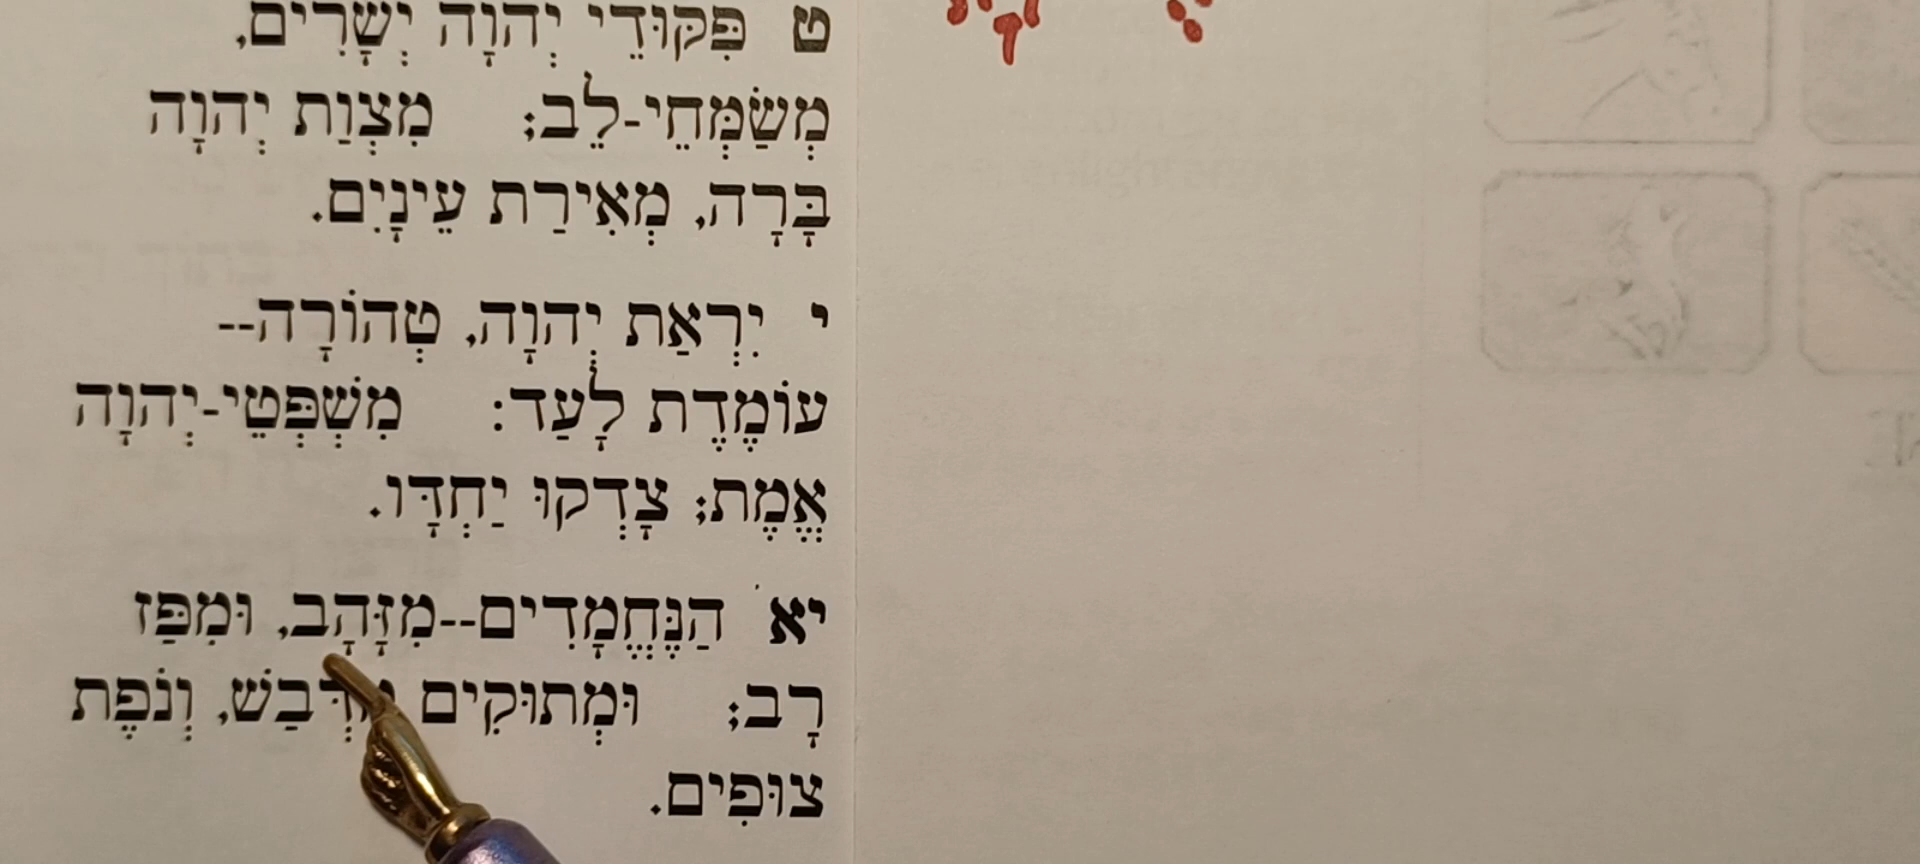 ט פִּקּוּדֵי יְהוָה יְשָׁרִים,
מְשַׂמְּחֵי-לֵב; מִצְוַת יְהוָה
בָּרָה, מְאִירַת עֵינָיִם.
י יִרְאַת יְהוָה, טְהוֹרָה--
עוֹמֶדֶת לָעַד: מִשְׁפְּטֵי-יְהוָה
אֱמֶת; צָדְקוּ יַחְדָּו.
יא הַנֶּחֱמָדִים--מִזָּהָב, וּמִפַּז
רָב; וּמְתוּקִים מִדְּבַשׁ, וְנֹפֶת
צוּפִים.